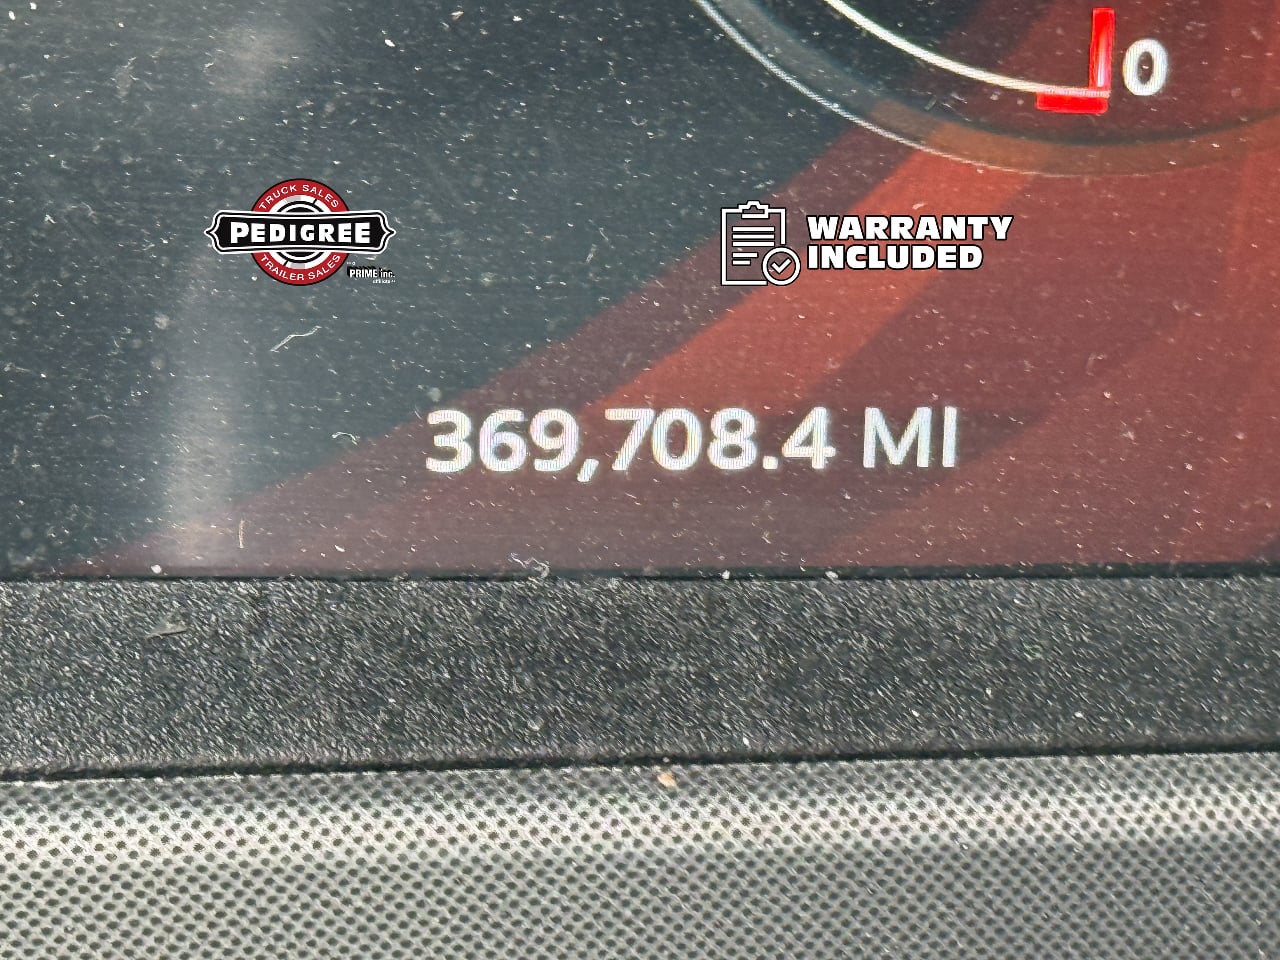 0
TRUCK SALES
PEDIGREE
TRAILER SALES
PRIME inc.
WARRANTY
INCLUDED
369,708.4 MI